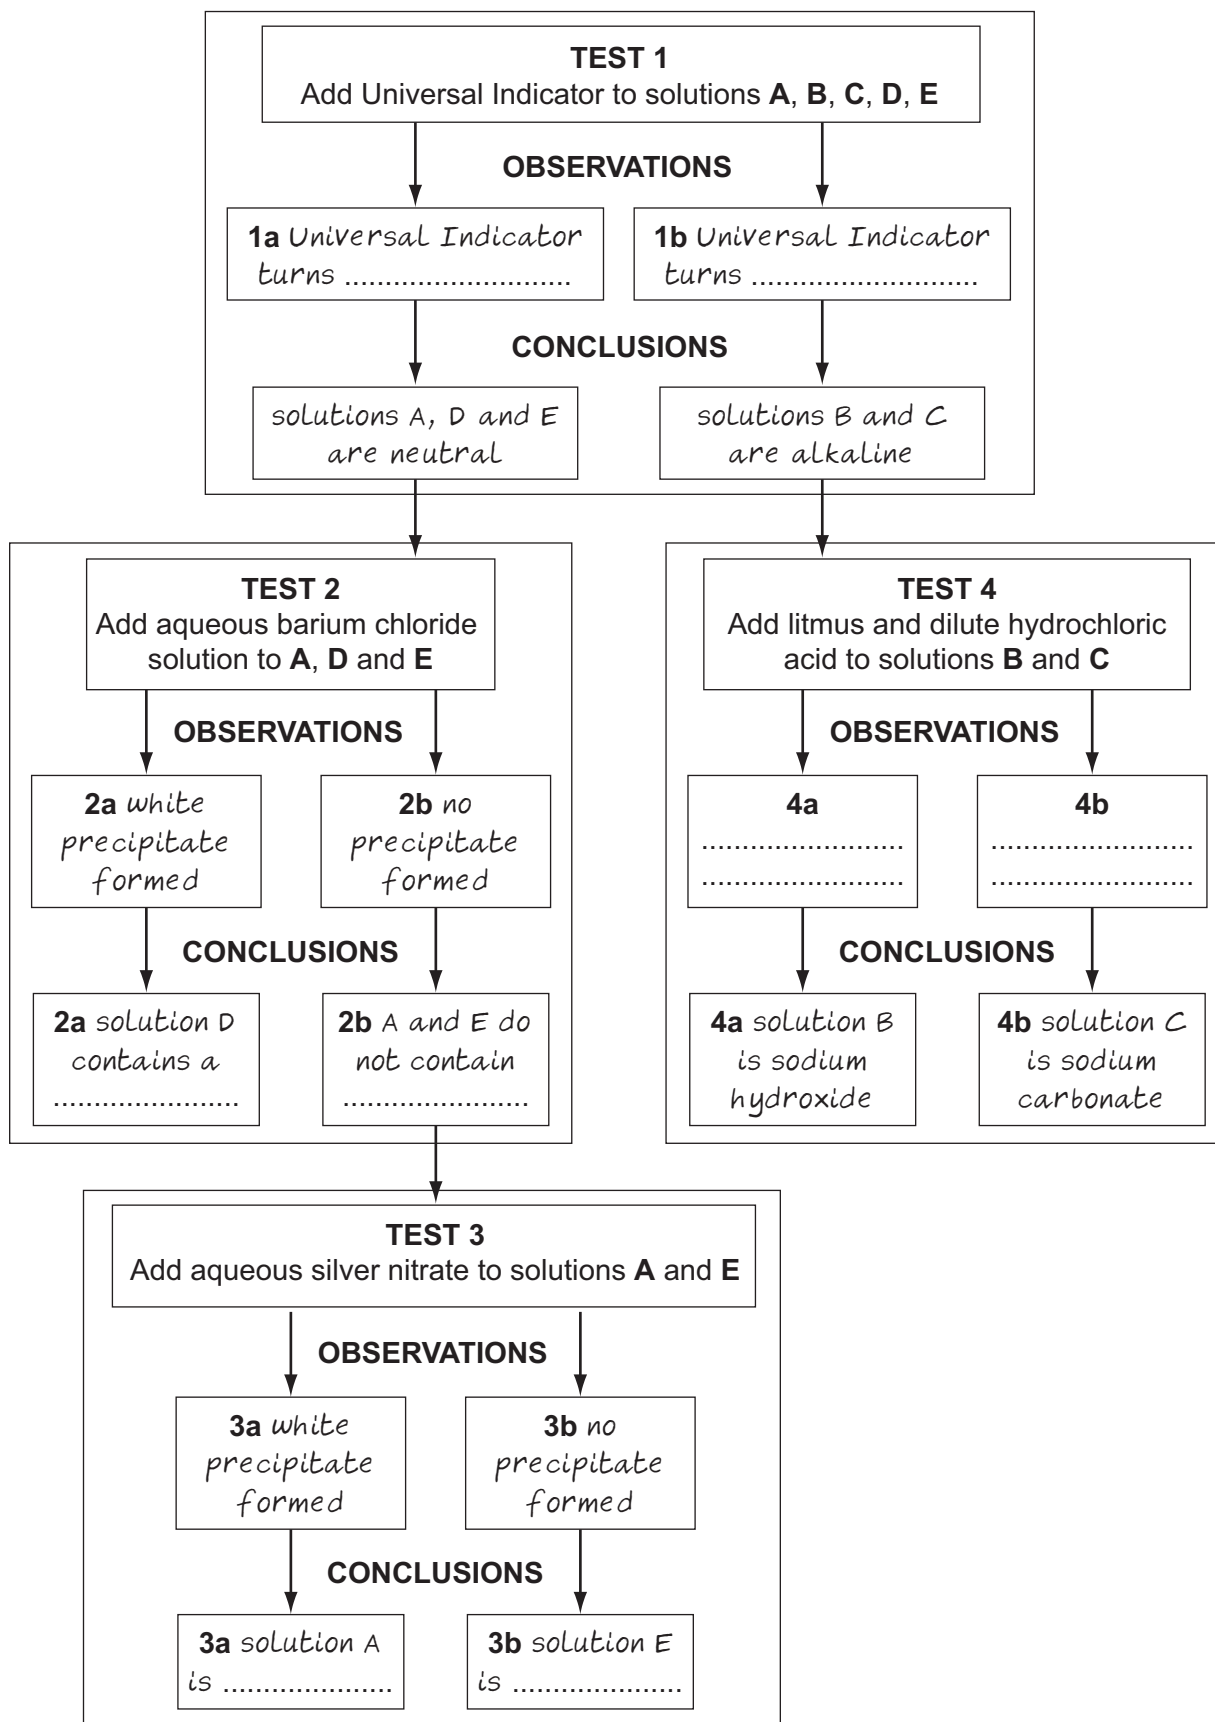 TEST 1
Add Universal Indicator to solutions A, B, C, D, E
OBSERVATIONS
1a Universal Indicator
turns ............................
1b Universal Indicator
turns ............................
CONCLUSIONS
solutions A, D and E
are neutral
solutions B and C
are alkaline
TEST 2
Add aqueous barium chloride
solution to A, D and E
OBSERVATIONS
2a white
precipitate
formed
2b no
precipitate
formed
CONCLUSIONS
2a solution D
contains a
.......................
2b A and E do
not contain
.......................
TEST 4
Add litmus and dilute hydrochloric
acid to solutions B and C
OBSERVATIONS
4a
.........................
.........................
4b
.........................
.........................
CONCLUSIONS
4a solution B
is sodium
hydroxide
4b solution C
is sodium
carbonate
TEST 3
Add aqueous silver nitrate to solutions A and E
OBSERVATIONS
3a white
precipitate
formed
3b no
precipitate
formed
CONCLUSIONS
3a solution A
is .....................
3b solution E
is .....................